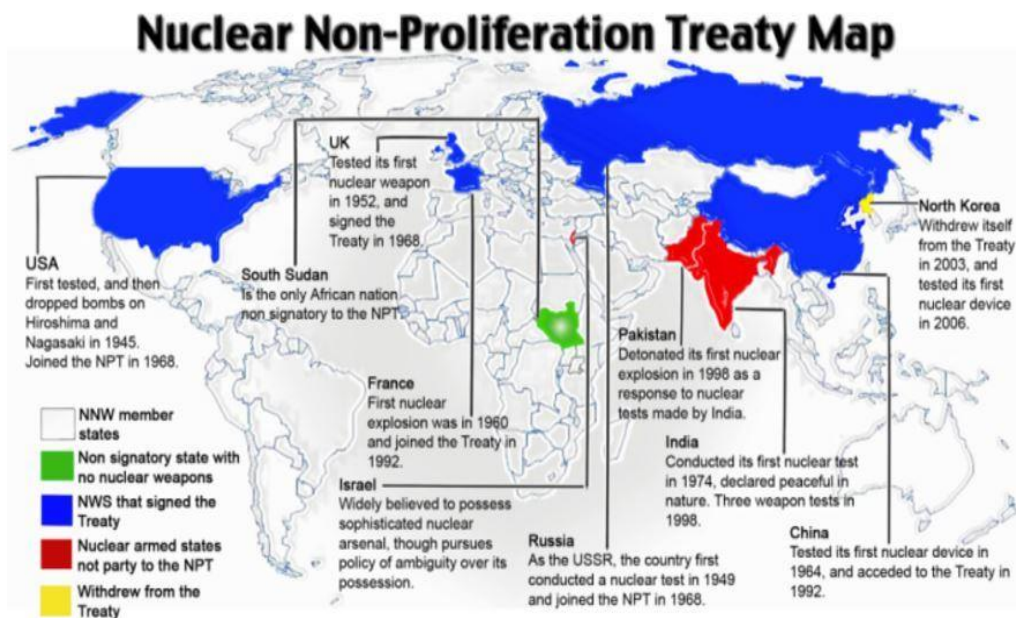 Nuclear Non-Proliferation Treaty Map
UK
Tested its first
nuclear weapon
in 1952, and
signed the
Treaty in 1968.
North Korea
Withdrew itself
from the Treaty
in 2003, and
tested its first
nuclear device
in 2006.
USA
First tested, and then
dropped bombs on
Hiroshima and
Nagasaki in 1945.
Joined the NPT in 1968.
South Sudan
Is the only African nation
non signatory to the NPT.
Pakistan
Detonated its first nuclear
explosion in 1998 as a
response to nuclear
tests made by India.
France
First nuclear
explosion was in 1960
and joined the Treaty in
1992.
India
Conducted its first nuclear test
in 1974, declared peaceful in
nature. Three weapon tests in
1998.
Israel
Widely believed to possess
sophisticated nuclear
arsenal, though pursues
policy of ambiguity over its
possession.
Russia
As the USSR, the country first
conducted a nuclear test in 1949
and joined the NPT in 1968.
China
Tested its first nuclear device in
1964, and acceded to the Treaty in
1992.
NNW member
states
Non signatory state with
no nuclear weapons
NWS that signed the
Treaty
Nuclear armed states
not party to the NPT
Withdrew from the
Treaty